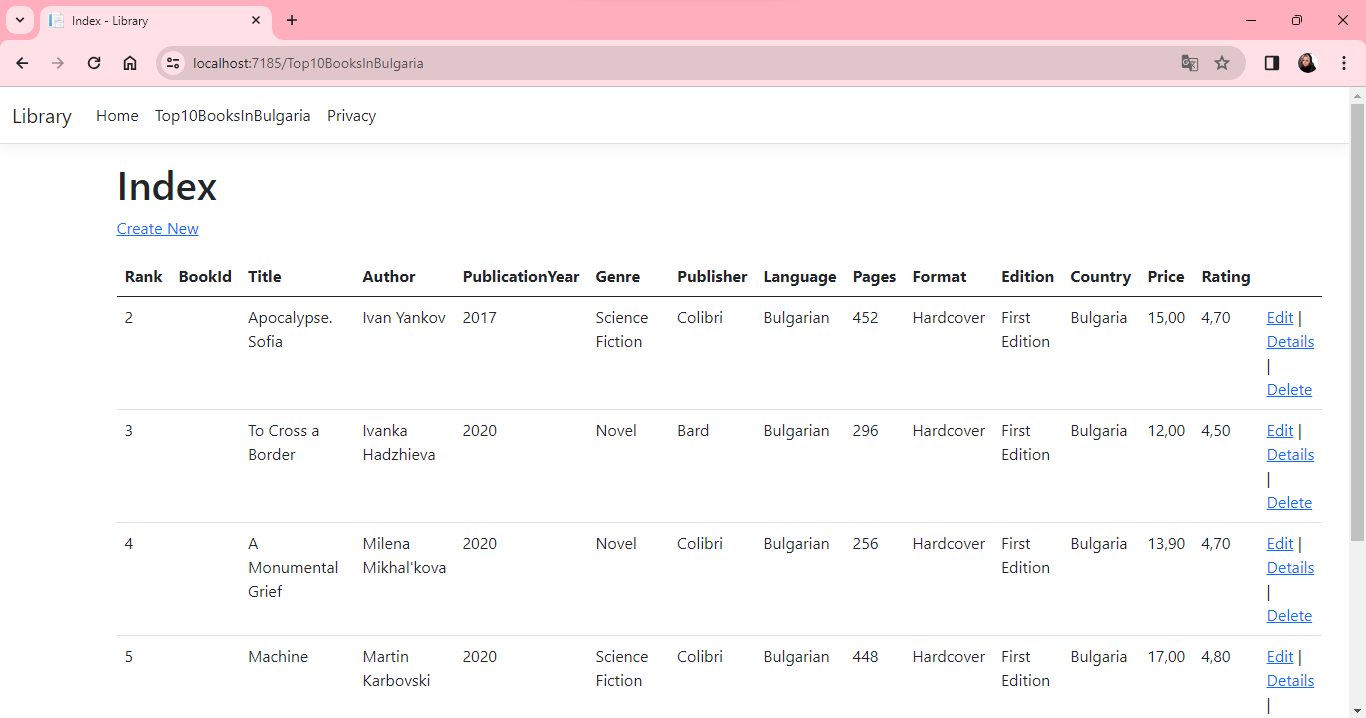 Index - Library
localhost:7185/Top10BooksInBulgaria
Library Home Top10BooksInBulgaria Privacy
Index
Create New
Rank BookId Title Author PublicationYear Genre Publisher Language Pages Format Edition Country Price Rating
2 Apocalypse. Ivan Yankov 2017 Science Colibri Bulgarian 452 Hardcover First Bulgaria 15,00 4,70 Edit |
Sofia Fiction Edition Details
|
Delete
3 To Cross a Ivanka 2020 Novel Bard Bulgarian 296 Hardcover First Bulgaria 12,00 4,50 Edit |
Border Hadzhieva Edition Details
|
Delete
4 A Milena 2020 Novel Colibri Bulgarian 256 Hardcover First Bulgaria 13,90 4,70 Edit |
Monumental Mikhal'kova Edition Details
Grief |
Delete
5 Machine Martin 2020 Science Colibri Bulgarian 448 Hardcover First Bulgaria 17,00 4,80 Edit |
Karbovski Fiction Edition Details
|